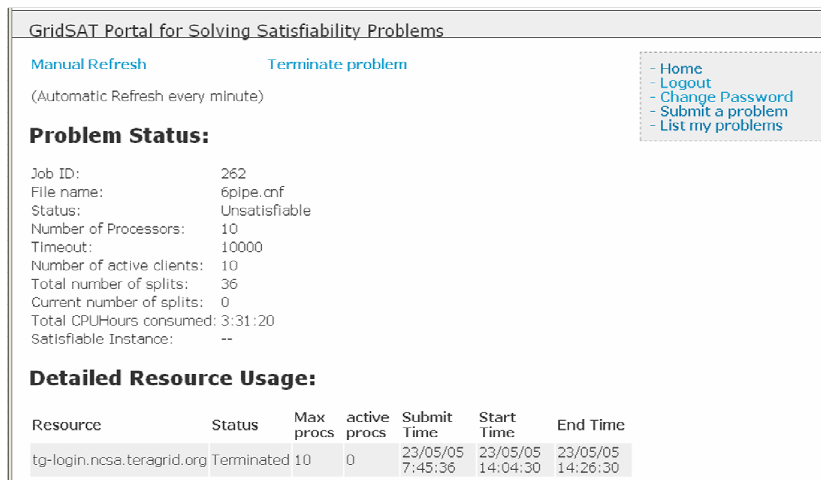 GridSAT Portal for Solving Satisfiability Problems
Manual Refresh Terminate problem
(Automatic Refresh every minute)
- Home
- Logout
- Change Password
- Submit a problem
- List my problems
Problem Status:
Job ID: 262
File name: 6pipe.cnf
Status: Unsatisfiable
Number of Processors: 10
Timeout: 10000
Number of active clients: 10
Total number of splits: 36
Current number of splits: 0
Total CPUHours consumed: 3:31:20
Satisfiable Instance: --
Detailed Resource Usage:
Resource Status Max procs active procs Submit Time Start Time End Time
tg-login.ncsa.teragrid.org Terminated 10 0 23/05/05 7:45:36 23/05/05 14:04:30 23/05/05 14:26:30